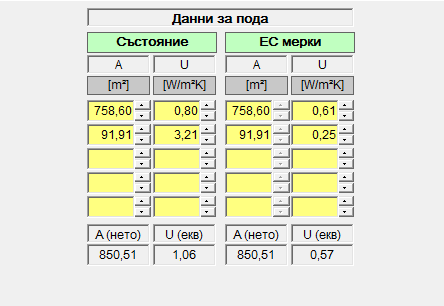 Данни за пода
Състояние ЕС мерки
A U A U
[m²] [W/m²K] [m²] [W/m²K]
758,60 0,80 758,60 0,61
91,91 3,21 91,91 0,25
A (нето) U (екв) A (нето) U (екв)
850,51 1,06 850,51 0,57